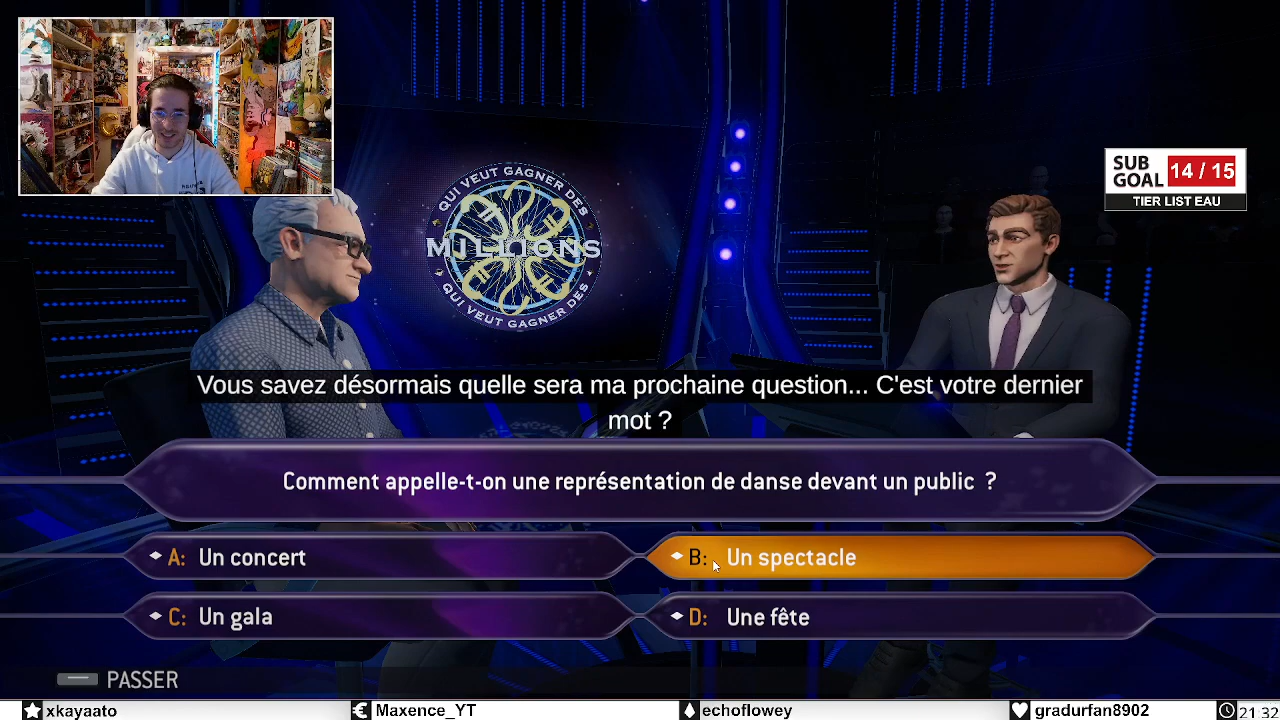 QUI VEUT GAGNER DES
MILLIONS
QUI VEUT GAGNER DES
SUB
GOAL
14 / 15
TIER LIST EAU
Vous savez désormais quelle sera ma prochaine question... C'est votre dernier
mot ?
Comment appelle-t-on une représentation de danse devant un public ?
A: Un concert
B: Un spectacle
C: Un gala
D: Une fête
PASSER
xkayaato
Maxence_YT
echoflowey
gradurfan8902
21:32